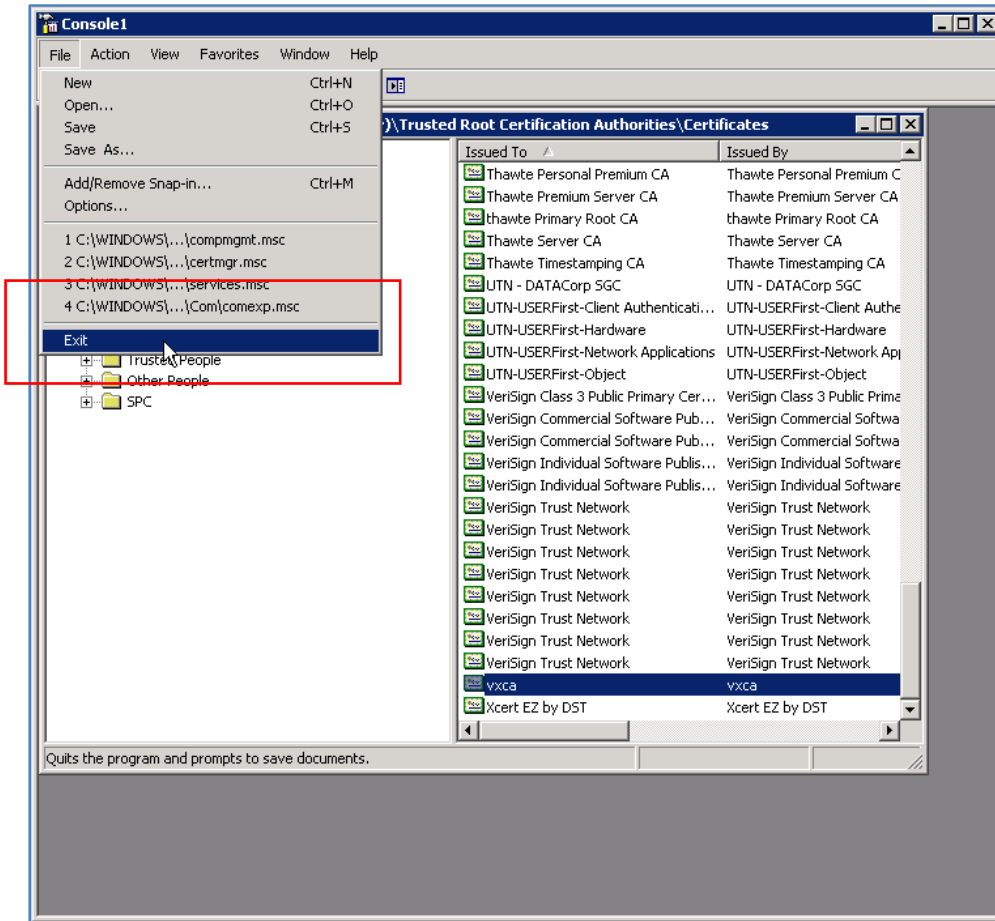 Console1
File Action View Favorites Window Help
New Ctrl+N
Open... Ctrl+O
Save Ctrl+S
Save As...
Add/Remove Snap-in... Ctrl+M
Options...
1 C:\WINDOWS\...\compmgmt.msc
2 C:\WINDOWS\...\certmgr.msc
3 C:\WINDOWS\...\services.msc
4 C:\WINDOWS\...\Com\comexp.msc
Exit
Trusted People
Other People
SPC
)\Trusted Root Certification Authorities\Certificates
Issued To Issued By
Thawte Personal Premium CA Thawte Personal Premium C
Thawte Premium Server CA Thawte Premium Server CA
thawte Primary Root CA thawte Primary Root CA
Thawte Server CA Thawte Server CA
Thawte Timestamping CA Thawte Timestamping CA
UTN - DATACorp SGC UTN - DATACorp SGC
UTN-USERFirst-Client Authenticati... UTN-USERFirst-Client Authe
UTN-USERFirst-Hardware UTN-USERFirst-Hardware
UTN-USERFirst-Network Applications UTN-USERFirst-Network Ap
UTN-USERFirst-Object UTN-USERFirst-Object
VeriSign Class 3 Public Primary Cer... VeriSign Class 3 Public Prima
VeriSign Commercial Software Pub... VeriSign Commercial Softwa
VeriSign Commercial Software Pub... VeriSign Commercial Softwa
VeriSign Individual Software Publis... VeriSign Individual Software
VeriSign Individual Software Publis... VeriSign Individual Software
VeriSign Trust Network VeriSign Trust Network
VeriSign Trust Network VeriSign Trust Network
VeriSign Trust Network VeriSign Trust Network
VeriSign Trust Network VeriSign Trust Network
VeriSign Trust Network VeriSign Trust Network
VeriSign Trust Network VeriSign Trust Network
VeriSign Trust Network VeriSign Trust Network
VeriSign Trust Network VeriSign Trust Network
vxca vxca
Xcert EZ by DST Xcert EZ by DST
Quits the program and prompts to save documents.